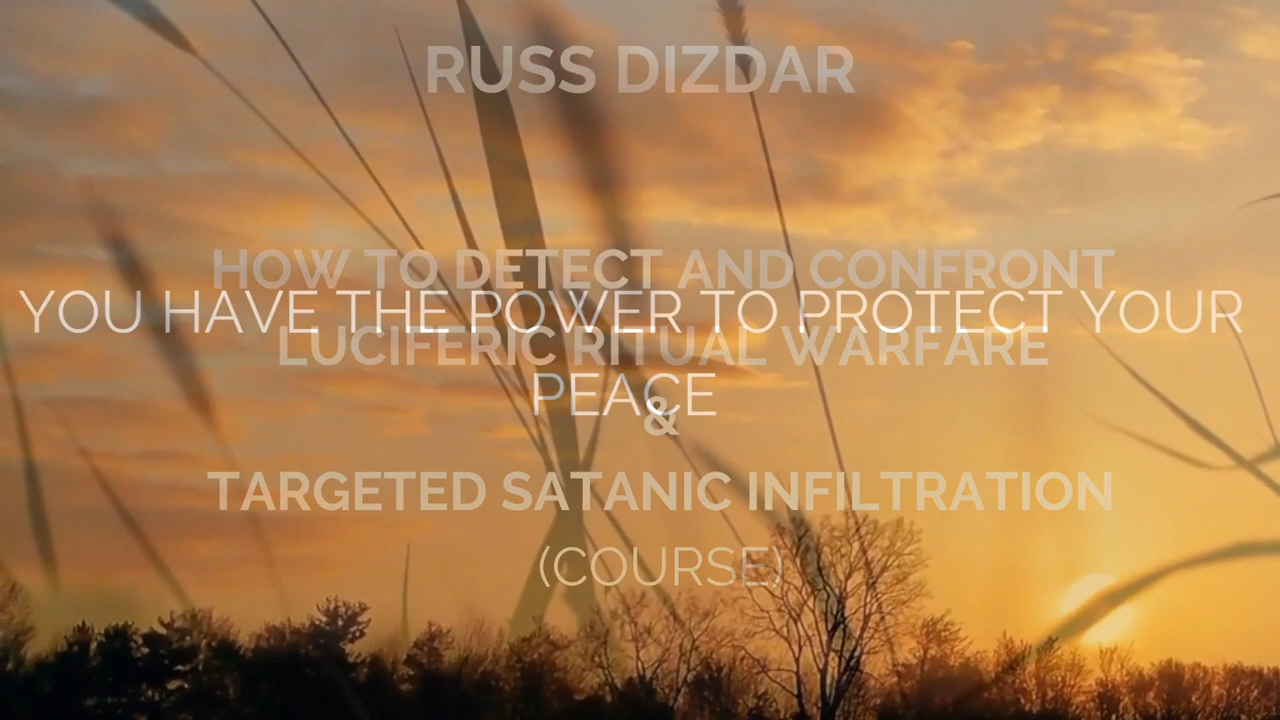 RUSS DIZDAR
HOW TO DETECT AND CONFRONT
YOU HAVE THE POWER TO PROTECT YOUR
LUCIFERIC RITUAL WARFARE
PEACE
&
TARGETED SATANIC INFILTRATION
(COURSE)